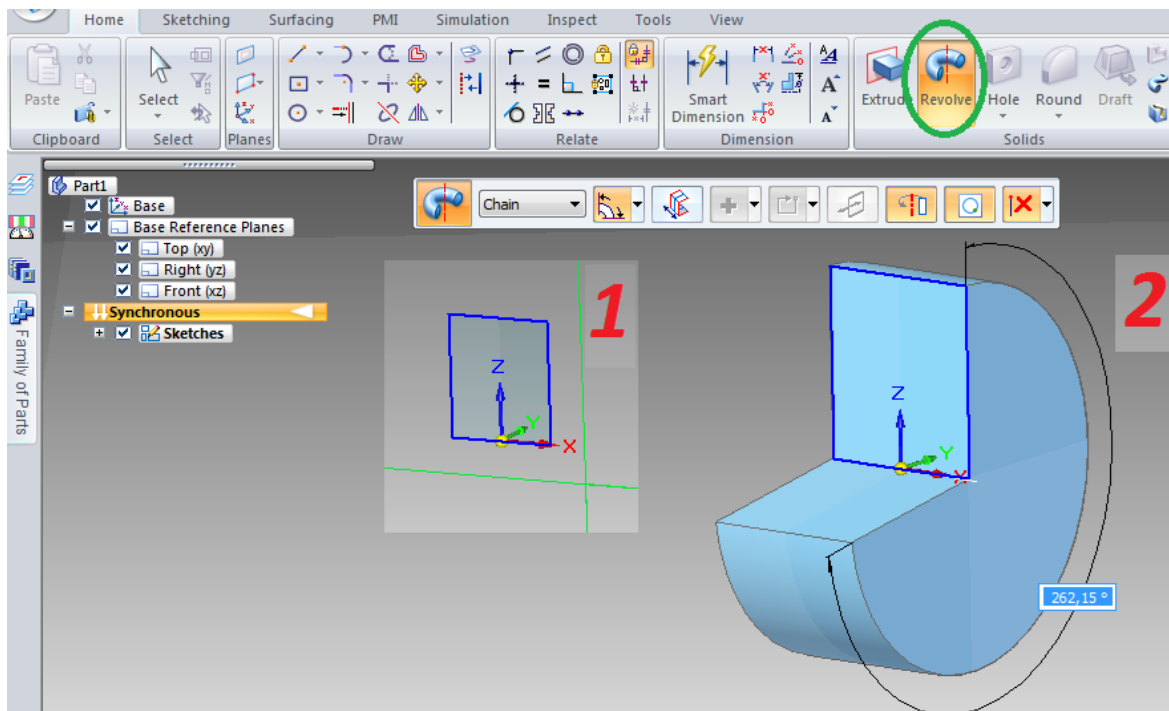 Home Sketching Surfacing PMI Simulation Inspect Tools View
Paste
Select
Smart
Dimension
Extrude Revolve Hole Round Draft
Clipboard Select Planes Draw Relate Dimension Solids
Part1
Base
Base Reference Planes
Top (xy)
Right (yz)
Front (xz)
Synchronous
Sketches
Family of Parts
Chain
1
Z
Y
X
2
Z
Y
X
262,15 °